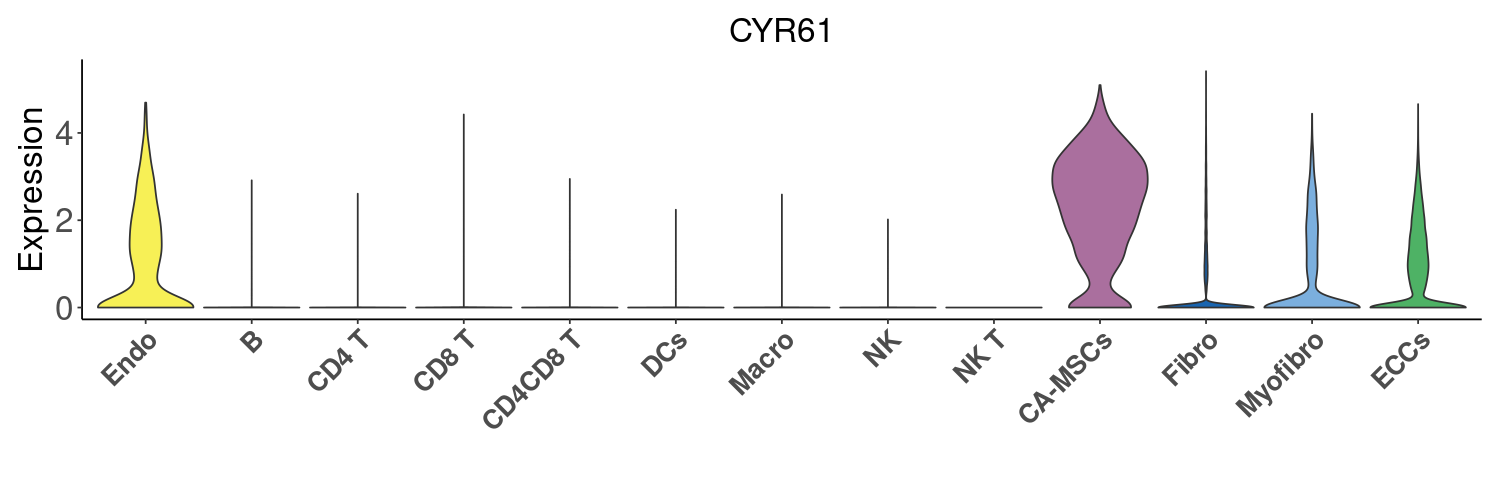 CYR61
Expression
4
2
0
Endo
B
CD4 T
CD8 T
CD4CD8 T
DCs
Macro
NK
NK T
CA-MSCs
Fibro
Myofibro
ECCs